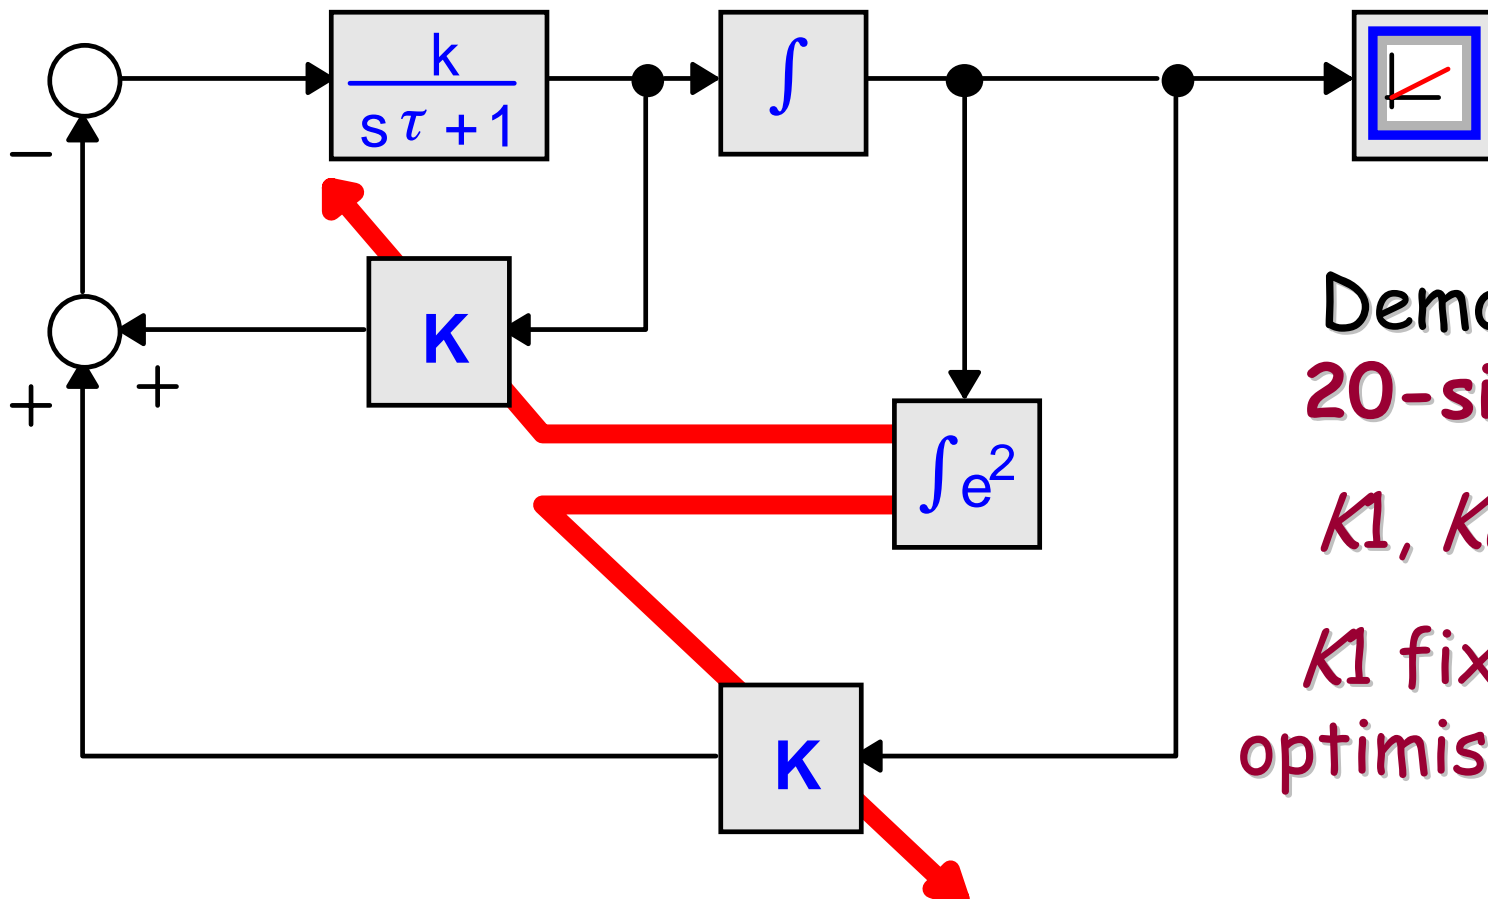 k
sτ+1
∫
−
K
+
+
∫e²
K
Demo
20-si
K1, K
K1 fix
optimis